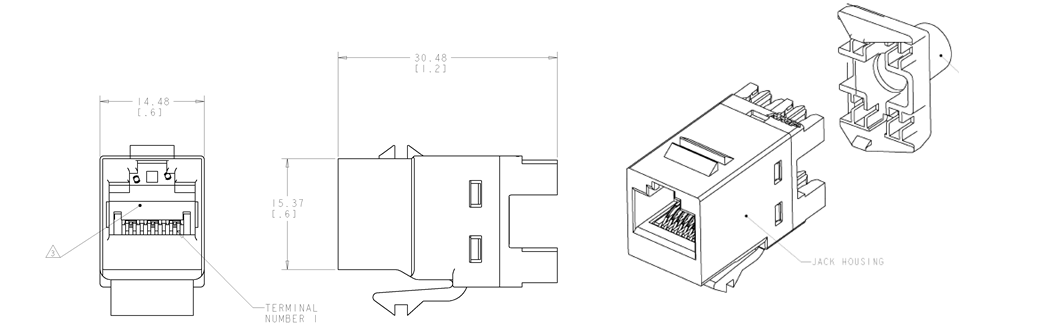 30.48
[1.2]
14.48
[.6]
15.37
[.6]
3
JACK HOUSING
TERMINAL
NUMBER 1